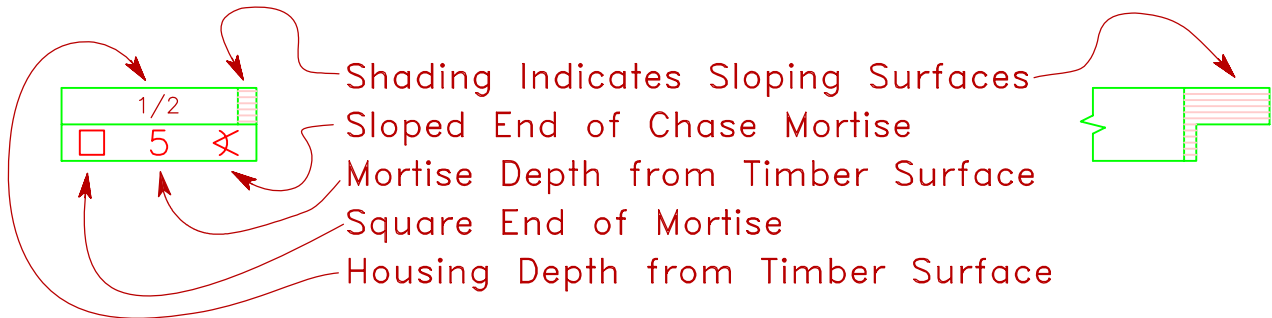 Shading Indicates Sloping Surfaces
1/2
Sloped End of Chase Mortise
5
Mortise Depth from Timber Surface
Square End of Mortise
Housing Depth from Timber Surface